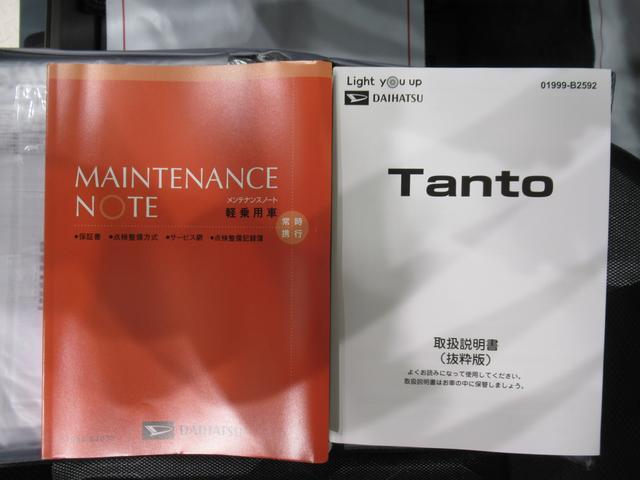 MAINTENANCE
NOTE
メンテナンスノート
軽乗用車
常時
携行
●保証書 ●点検整備方式 ●サービス網 ●点検整備記録簿
DAIHATSU
Light you up
DAIHATSU
01999-B2592
Tanto
取扱説明書
(抜粋版)
よくお読みになって使用してください。
取扱説明書はお車の中に保管しましょう。